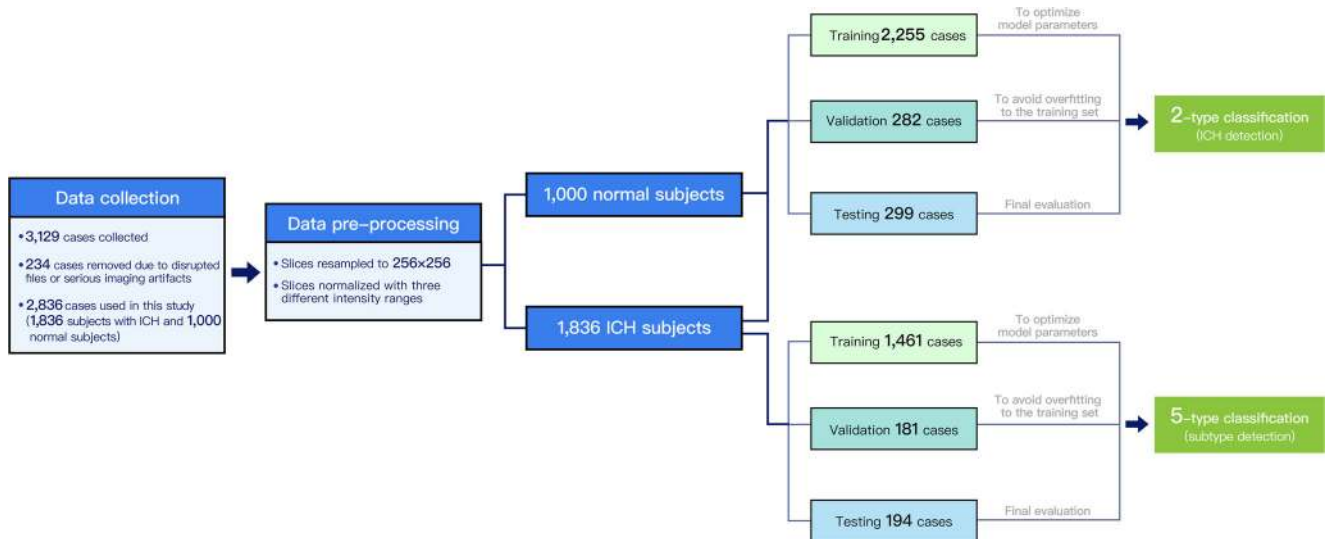 Data collection
•3,129 cases collected
•234 cases removed due to disrupted
files or serious imaging artifacts
•2,836 cases used in this study
(1,836 subjects with ICH and 1,000
normal subjects)
Data pre-processing
•Slices resampled to 256×256
•Slices normalized with three
different intensity ranges
1,000 normal subjects
1,836 ICH subjects
Training 2,255 cases
To optimize
model parameters
Validation 282 cases
To avoid overfitting
to the training set
Testing 299 cases
Final evaluation
2-type classification
(ICH detection)
Training 1,461 cases
To optimize
model parameters
Validation 181 cases
To avoid overfitting
to the training set
Testing 194 cases
Final evaluation
5-type classification
(subtype detection)